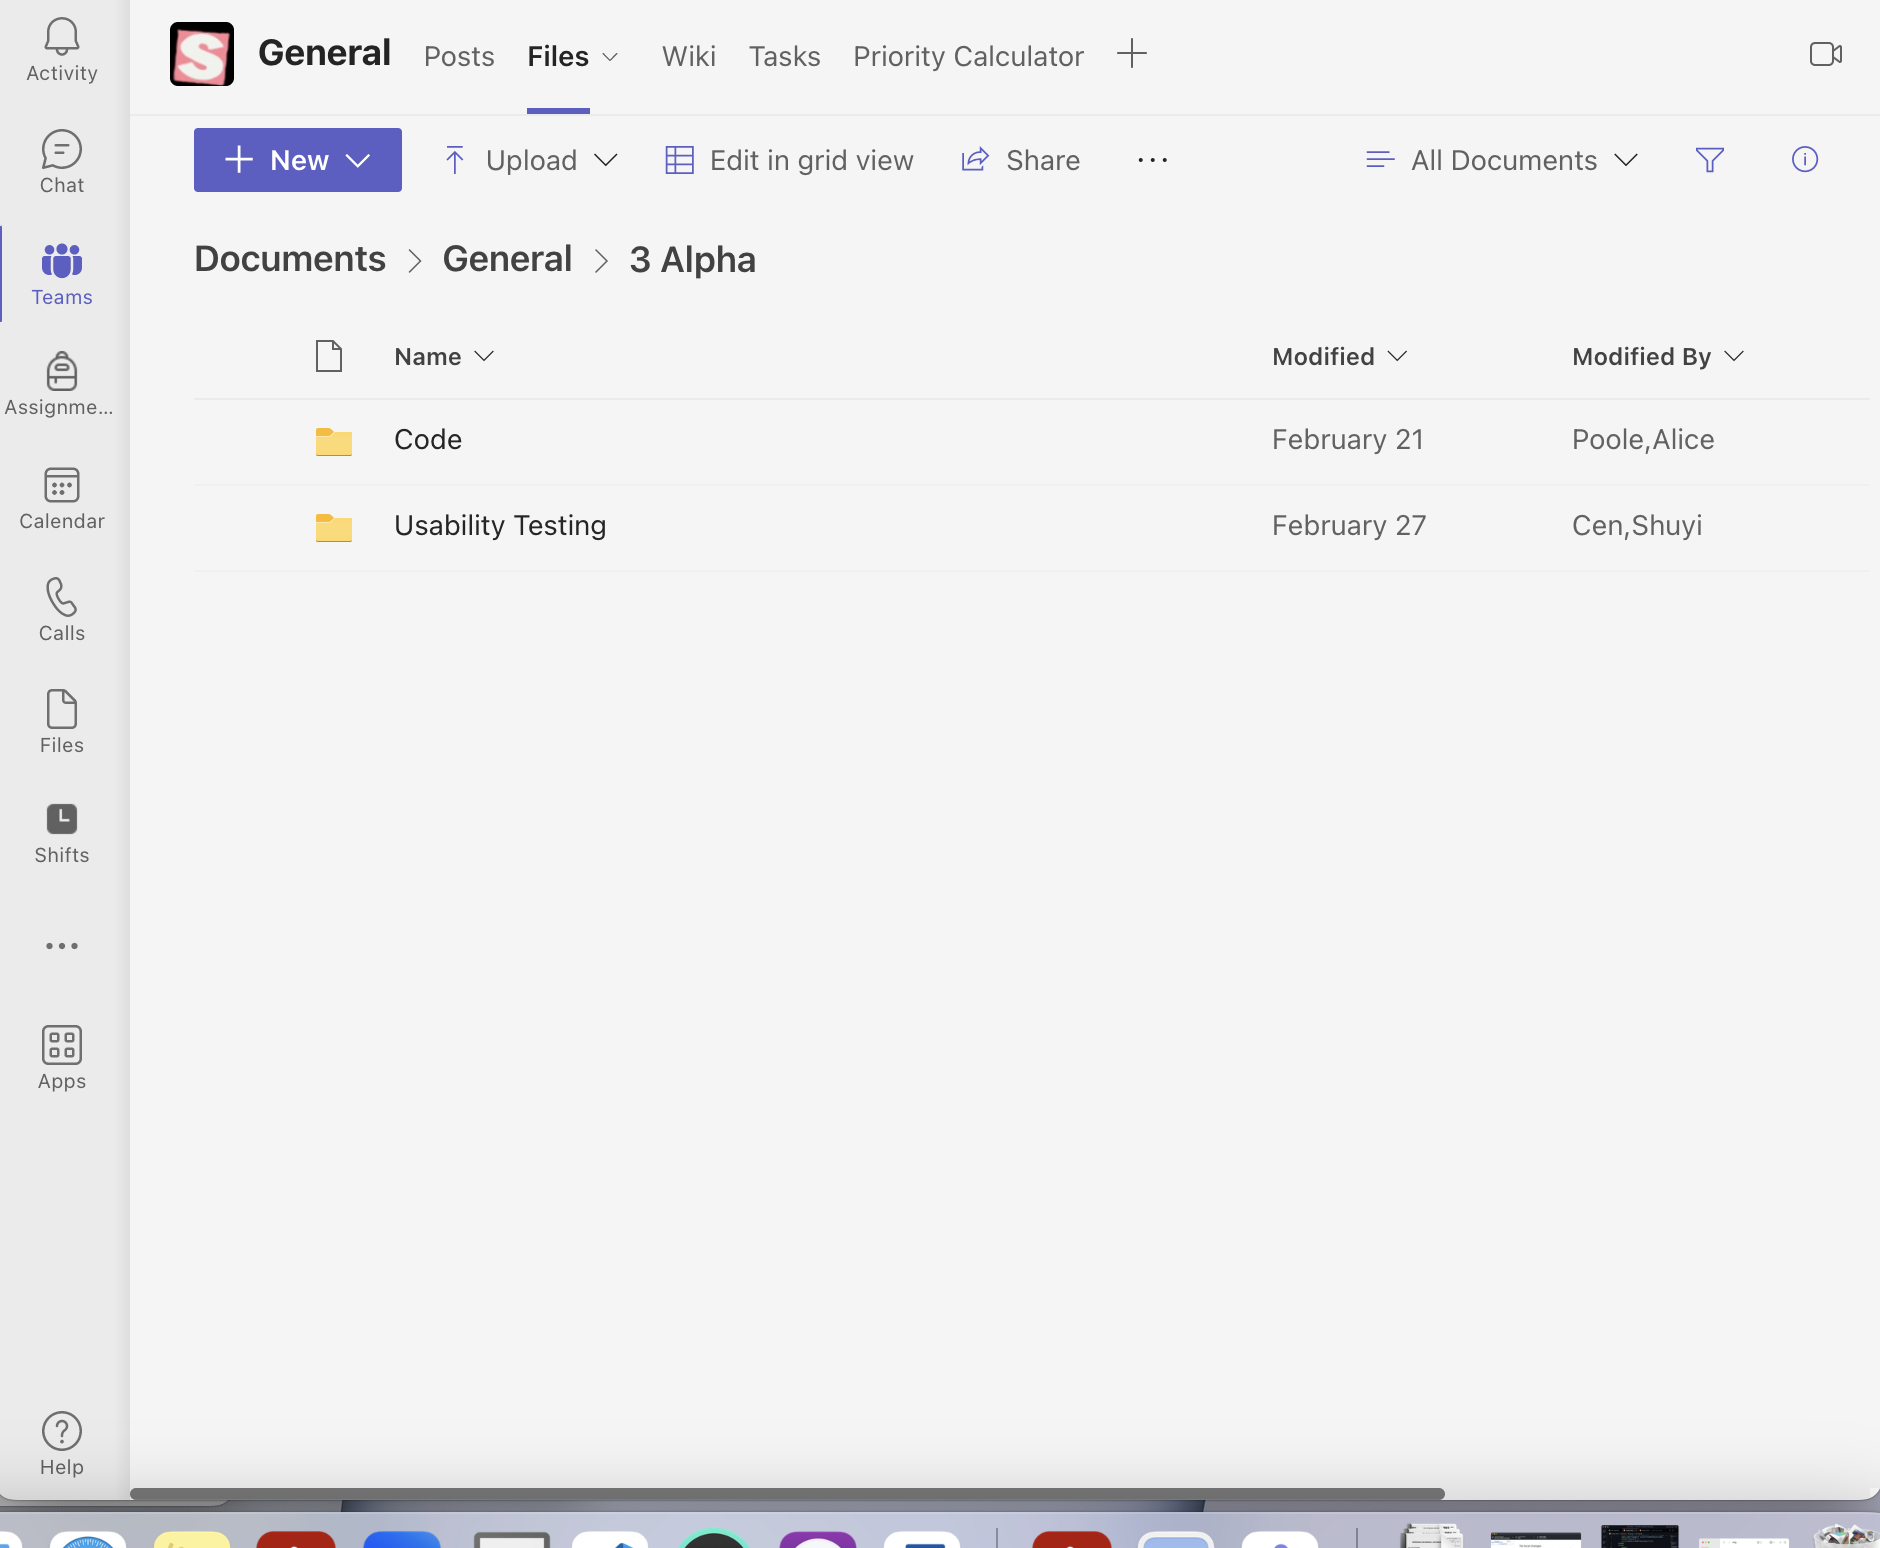 Activity
Chat
Teams
Assignme...
Calendar
Calls
Files
Shifts
Apps
Help
S General Posts Files Wiki Tasks Priority Calculator
New Upload Edit in grid view Share All Documents
Documents > General > 3 Alpha
Name Modified Modified By
Code February 21 Poole,Alice
Usability Testing February 27 Cen,Shuyi